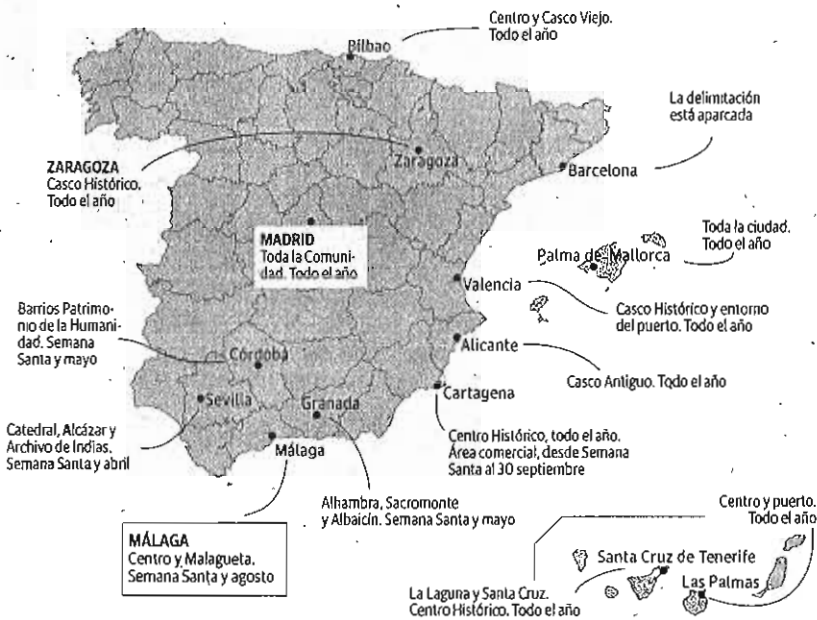 Centro y Casco Viejo.
Todo el año
Bilbao
La delimitación
está aparcada
Barcelona
ZARAGOZA
Casco Histórico.
Todo el año
Zaragoza
MADRID
Toda la Comuni-
dad. Todo el año
Toda la ciudad.
Todo el año
Palma de Mallorca
Valencia
Casco Histórico y entorno
del puerto. Todo el año
Barrios Patrimo-
nio de la Humani-
dad. Semana
Santa y mayo
Córdoba
Alicante
Casco Antiguo. Todo el año
Sevilla
Granada
Cartagena
Catedral, Alcázar y
Archivo de Indias.
Semana Santa y abril
Málaga
Centro Histórico, todo el año.
Área comercial, desde Semana
Santa al 30 septiembre
Alhambra, Sacromonte
y Albaicín. Semana Santa y mayo
MÁLAGA
Centro y Malagueta.
Semana Santa y agosto
Centro y puerto.
Todo el año
Santa Cruz de Tenerife
Las Palmas
La Laguna y Santa Cruz.
Centro Histórico. Todo el año